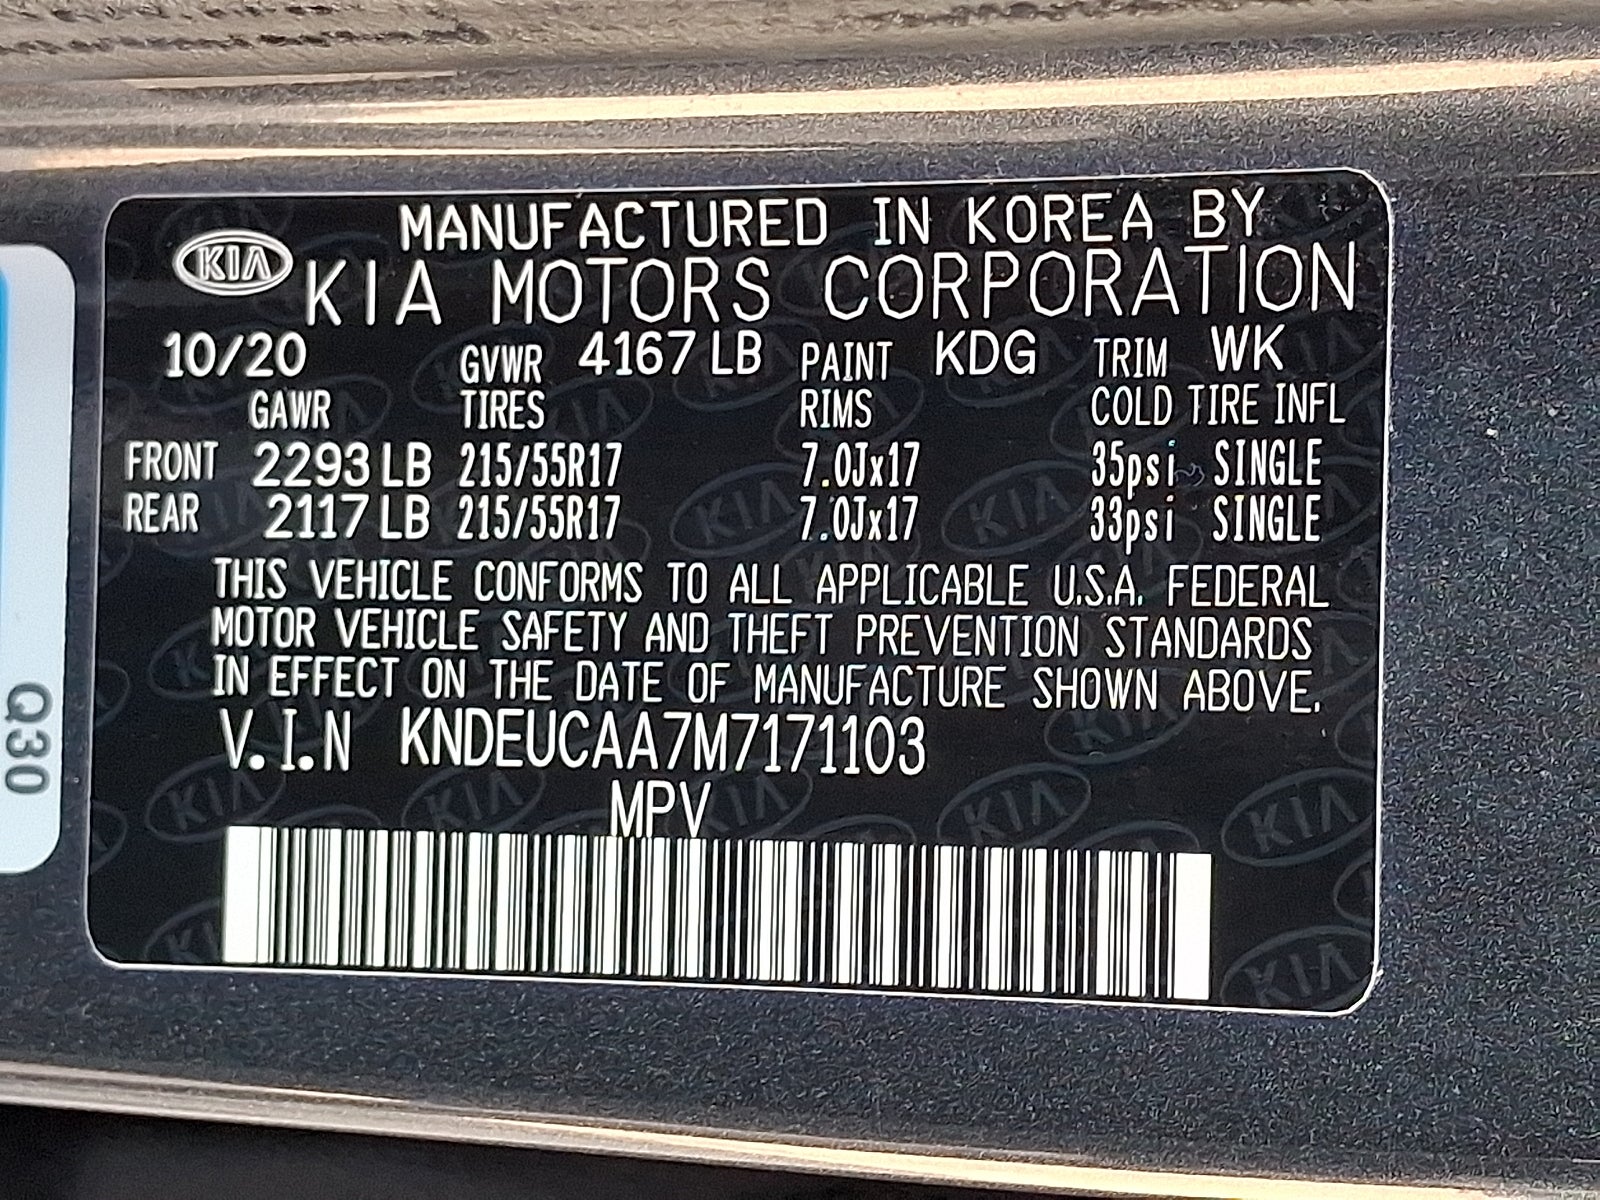 MANUFACTURED IN KOREA BY
KIA KIA MOTORS CORPORATION
10/20 GVWR 4167 LB PAINT KDG TRIM WK
GAWR TIRES RIMS COLD TIRE INFL
FRONT 2293 LB 215/55R17 7.0Jx17 35psi SINGLE
REAR 2117 LB 215/55R17 7.0Jx17 33psi SINGLE
THIS VEHICLE CONFORMS TO ALL APPLICABLE U.S.A. FEDERAL
MOTOR VEHICLE SAFETY AND THEFT PREVENTION STANDARDS
IN EFFECT ON THE DATE OF MANUFACTURE SHOWN ABOVE.
V.I.N KNDEUCAA7M7171103
MPV
Q30